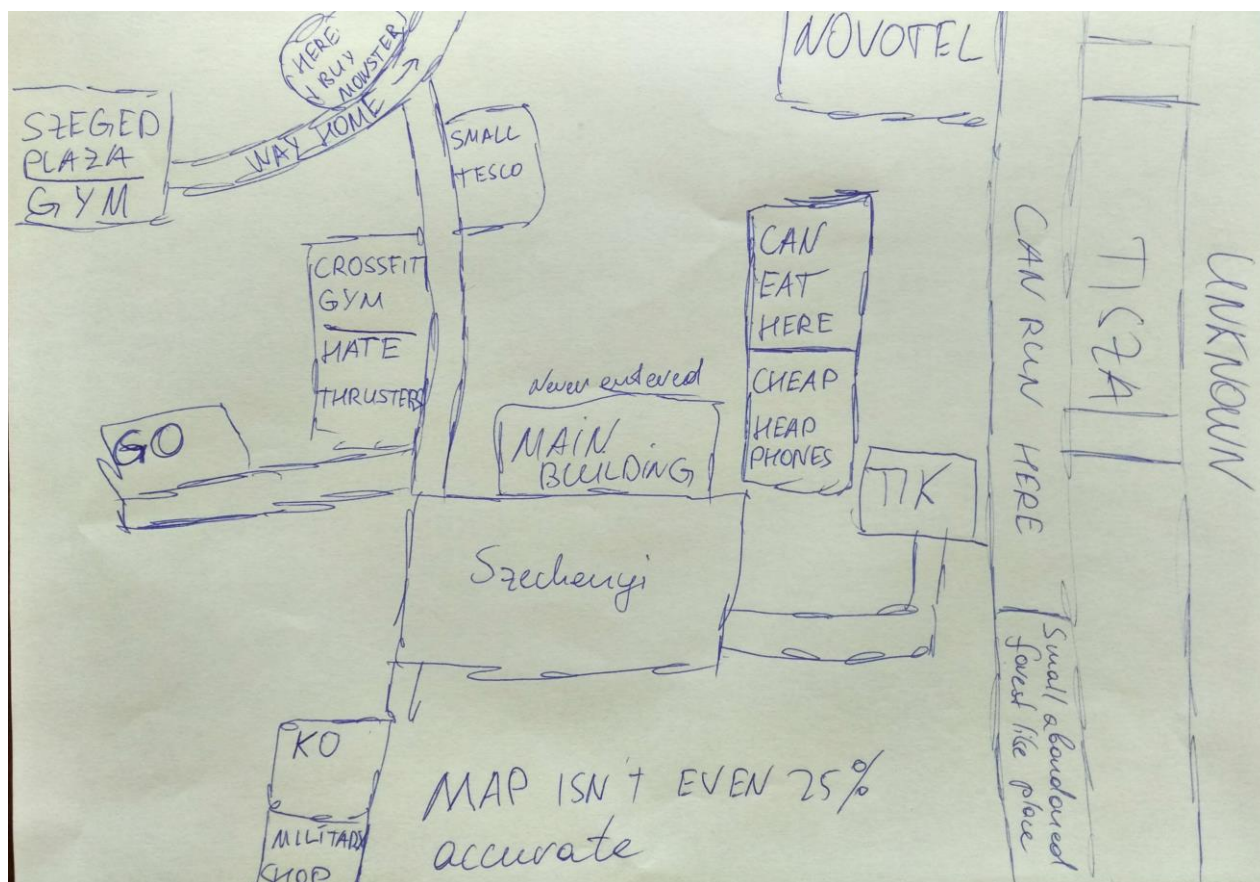 HERE
BUY
MONSTER
NOVOTEL
SZEGED
PLAZA
GYM
WAY HOME
SMALL
TESCO
CROSSFIT
GYM
HATE
THRUSTERS
CAN
EAT
HERE
CHEAP
HEAP
PHONES
CAN RUN HERE
TISZA
UNKNOWN
GO
Never entered
MAIN
BUILDING
TIK
Szechenyi
Small abandoned
forest like place
KO
MILITARY
SHOP
MAP ISN'T EVEN 25%
accurate